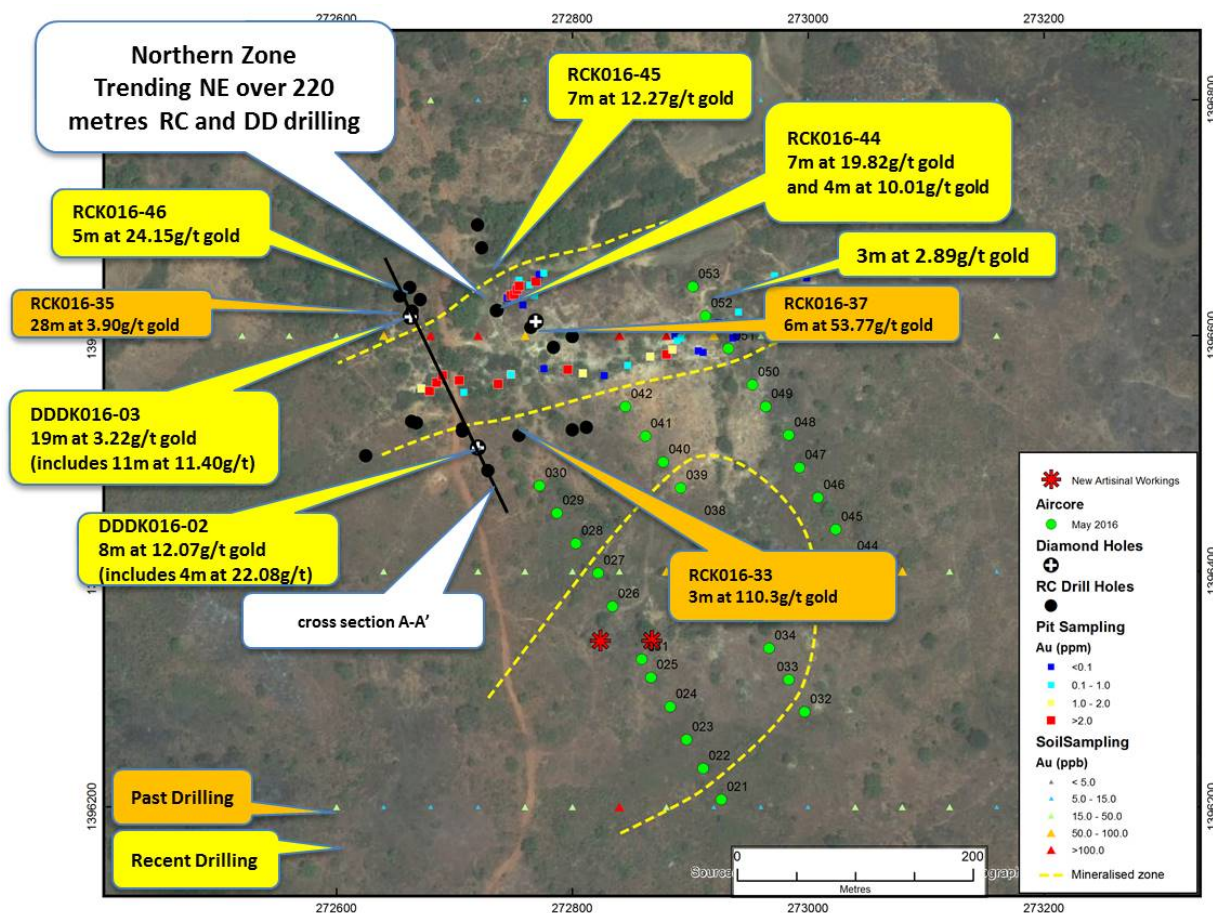 272600
272800
273000
273200
Northern Zone
Trending NE over 220
metres RC and DD drilling
RCK016-45
7m at 12.27g/t gold
RCK016-44
7m at 19.82g/t gold
and 4m at 10.01g/t gold
1396800
1396800
RCK016-46
5m at 24.15g/t gold
3m at 2.89g/t gold
RCK016-35
28m at 3.90g/t gold
RCK016-37
6m at 53.77g/t gold
053
052
051
050
049
048
047
046
045
044
042
041
040
039
038
DDDK016-03
19m at 3.22g/t gold
(includes 11m at 11.40g/t)
030
029
028
027
026
DDDK016-02
8m at 12.07g/t gold
(includes 4m at 22.08g/t)
RCK016-33
3m at 110.3g/t gold
1396400
cross section A-A'
034
033
032
025
024
023
022
021
1396200
1396200
Past Drilling
Recent Drilling
New Artisinal Workings
Aircore
May 2016
Diamond Holes
RC Drill Holes
Pit Sampling
Au (ppm)
<0.1
0.1 - 1.0
1.0 - 2.0
>2.0
SoilSampling
Au (ppb)
< 5.0
5.0 - 15.0
15.0 - 50.0
50.0 - 100.0
>100.0
Mineralised zone
0
200
Metres
272600
272800
273000
273200